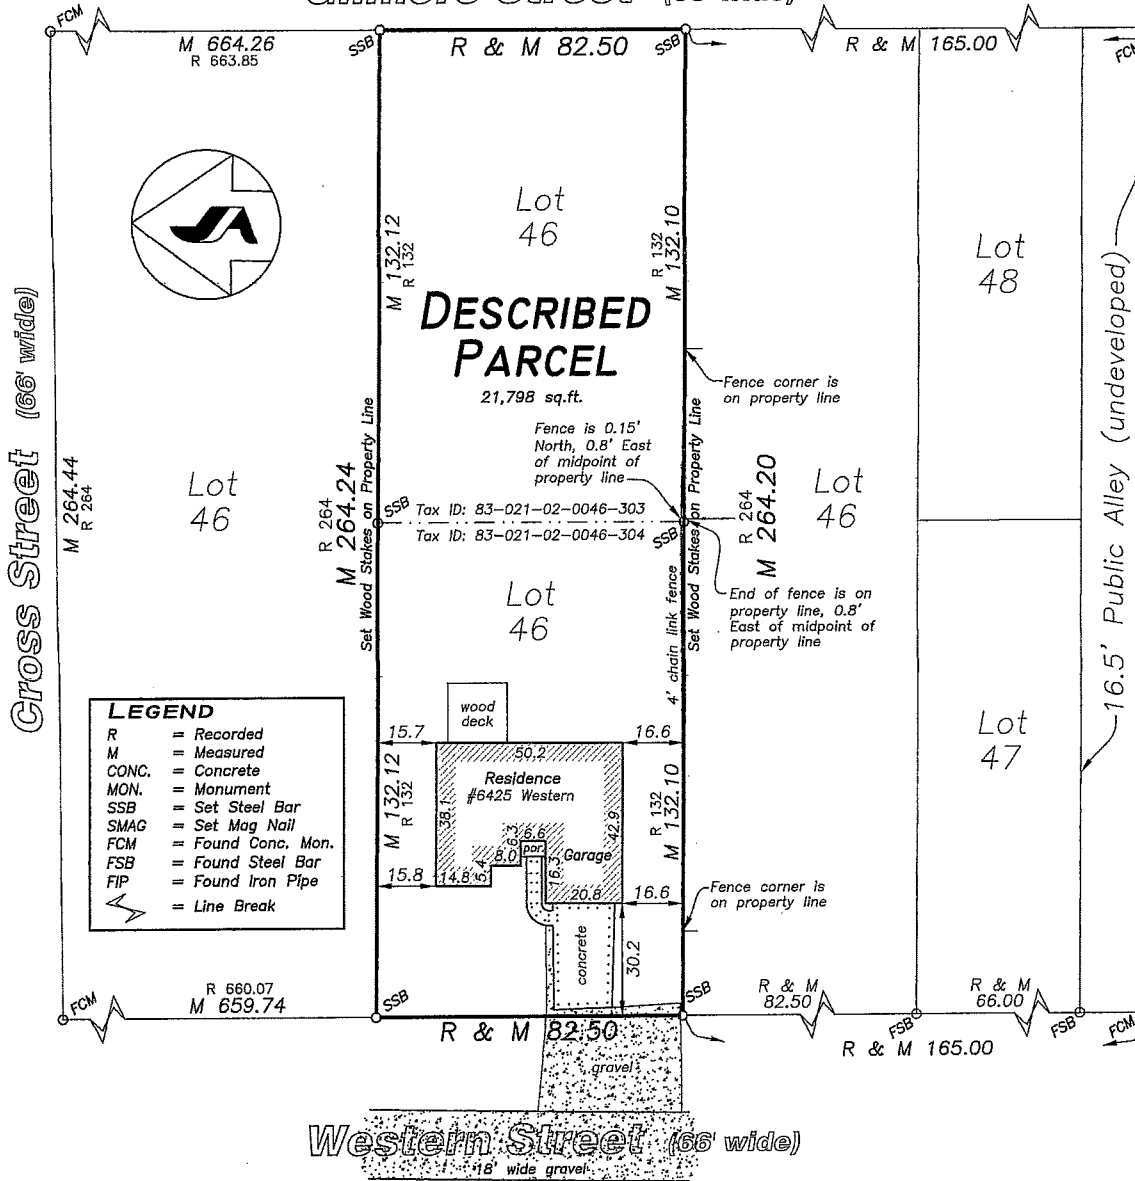 FCM
M 664.26
R 663.85
SSB
R & M 82.50
SSB
R & M 165.00
FCM
Lot
46
M 132.12
R 132
R 132
M 132.10
DESCRIBED
PARCEL
21,798 sq.ft.
Lot
48
Fence corner is
on property line
Fence is 0.15'
North, 0.8' East
of midpoint of
property line
Cross Street (66' wide)
M 264.44
R 264
Lot
46
R 264
M 264.24
Set Wood Stakes on Property Line
SSB
Tax ID: 83-021-02-0046-303
Tax ID: 83-021-02-0046-304
SSB
Set Wood Stakes on Property Line
R 264
M 264.20
Lot
46
16.5' Public Alley (undeveloped)
Lot
46
4' chain link fence
End of fence is on
property line, 0.8'
East of midpoint of
property line
Lot
47
LEGEND
R = Recorded
M = Measured
CONC. = Concrete
MON. = Monument
SSB = Set Steel Bar
SMAG = Set Mag Nail
FCM = Found Conc. Mon.
FSB = Found Steel Bar
FIP = Found Iron Pipe
= Line Break
wood
deck
15.7
16.6
50.2
Residence
#6425 Western
M 132.12
R 132
38.1
42.9
R 132
M 132.10
6.6
6.3
por.
8.0
5.4
14.8
16.3
Garage
20.8
15.8
16.6
Fence corner is
on property line
concrete
30.2
FCM
R 660.07
M 659.74
SSB
R & M 82.50
SSB
R & M
82.50
R & M
66.00
FSB
FSB
FCM
R & M 165.00
gravel
Western Street (66' wide)
18' wide gravel